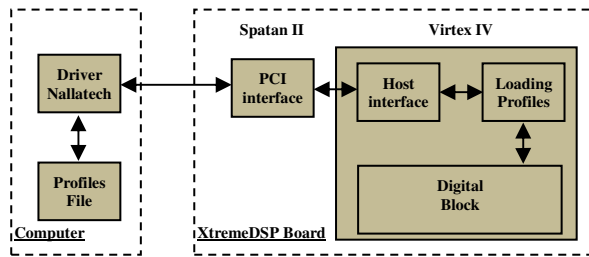 Spatan II
Virtex IV
Driver
Nallatech
PCI
interface
Host
interface
Loading
Profiles
Profiles
File
Digital
Block
Computer
XtremeDSP Board